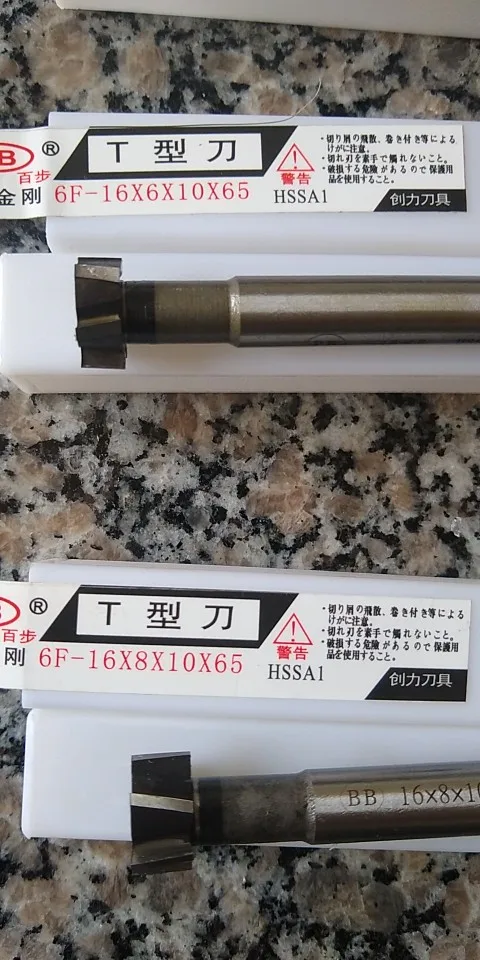 B ®
百步
金刚
T 型 刀
6F-16X6X10X65
警告
HSSA1
・切り屑の飛散、巻き付き等による
けがに注意。
・切れ刃を素手で觸れないこと。
・破損する危險があるので保護用
品を使用すること。
创力刀具
B ®
百步
刚
T 型 刀
6F-16X8X10X65
警告
HSSA1
・切り屑の飛散、巻き付き等による
けがに注意。
・切れ刃を素手で觸れないこと。
・破損する危險があるので保護用
品を使用すること。
创力刀具
BB 16x8x10